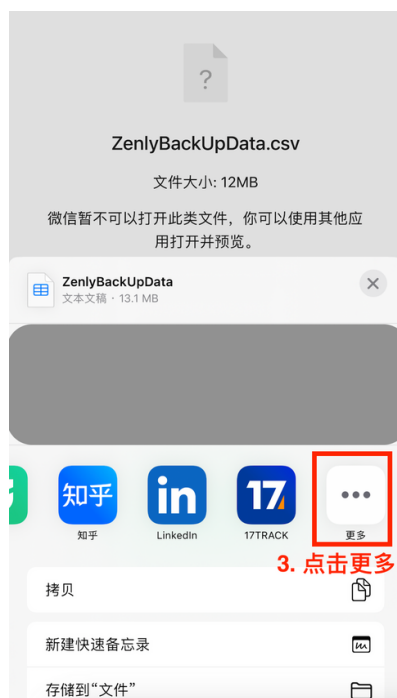 ?
ZenlyBackUpData.csv
文件大小: 12MB
微信暂不可以打开此类文件，你可以使用其他应
用打开并预览。
ZenlyBackUpData
文本文稿 · 13.1 MB
知乎
in
17
知乎
LinkedIn
17TRACK
更多
3. 点击更多
拷贝
新建快速备忘录
存储到“文件”